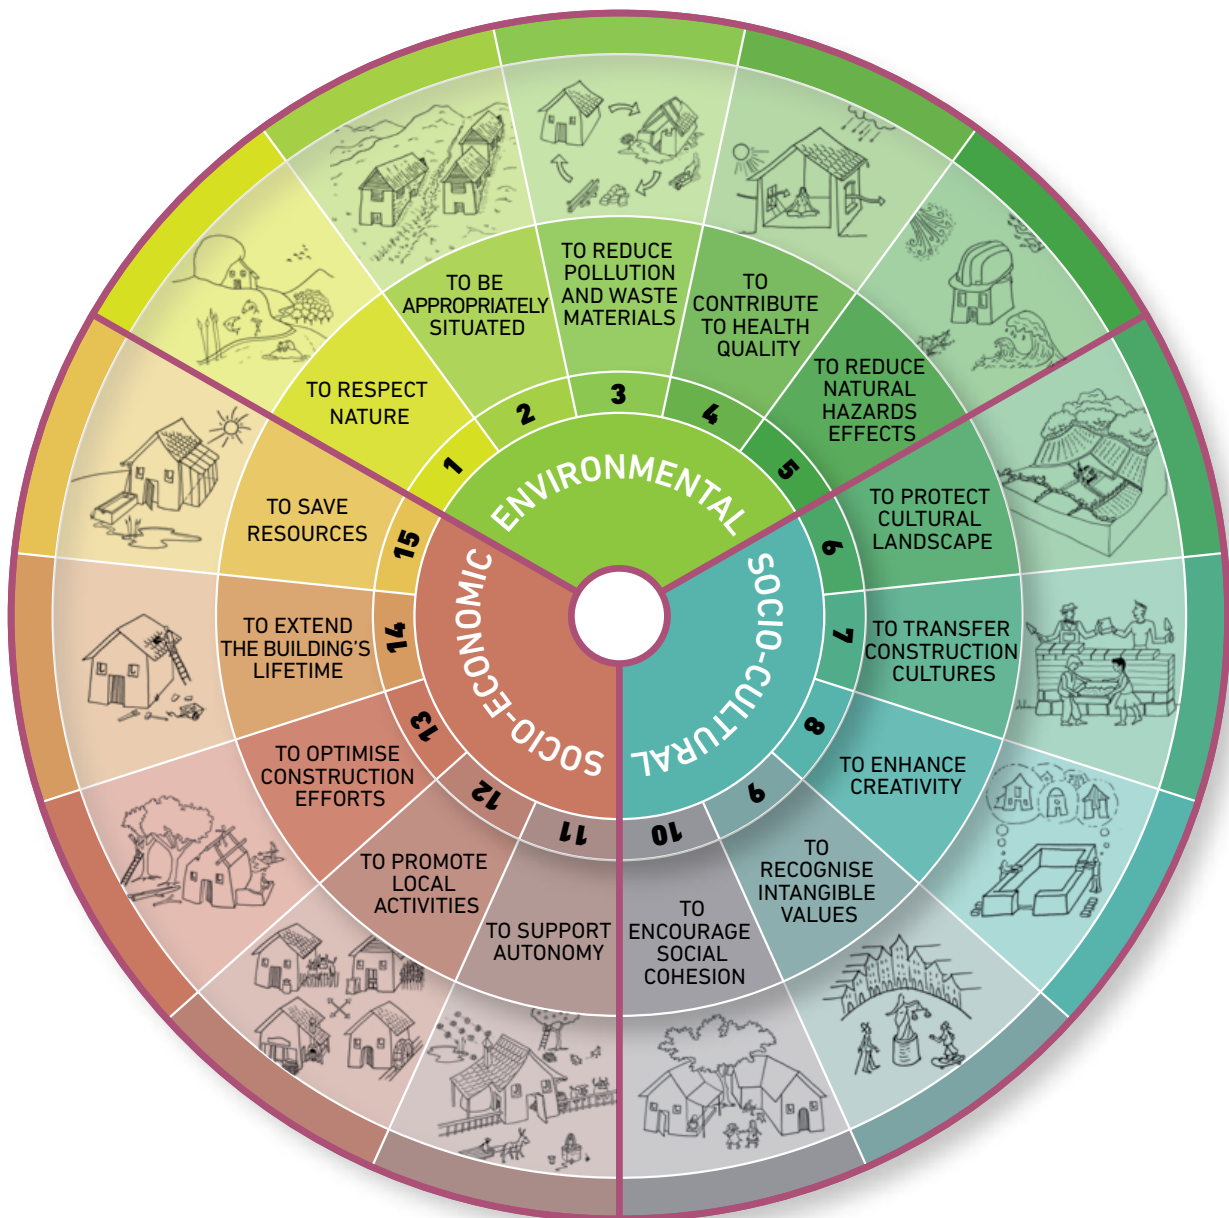 ENVIRONMENTAL
1
TO RESPECT
NATURE
2
TO BE
APPROPRIATELY
SITUATED
3
TO REDUCE
POLLUTION
AND WASTE
MATERIALS
4
TO
CONTRIBUTE
TO HEALTH
QUALITY
5
TO REDUCE
NATURAL
HAZARDS
EFFECTS
SOCIO-CULTURAL
6
TO PROTECT
CULTURAL
LANDSCAPE
7
TO TRANSFER
CONSTRUCTION
CULTURES
8
TO ENHANCE
CREATIVITY
9
TO
RECOGNISE
INTANGIBLE
VALUES
10
TO
ENCOURAGE
SOCIAL
COHESION
SOCIO-ECONOMIC
11
TO SUPPORT
AUTONOMY
12
TO PROMOTE
LOCAL
ACTIVITIES
13
TO OPTIMISE
CONSTRUCTION
EFFORTS
14
TO EXTEND
THE BUILDING'S
LIFETIME
15
TO SAVE
RESOURCES